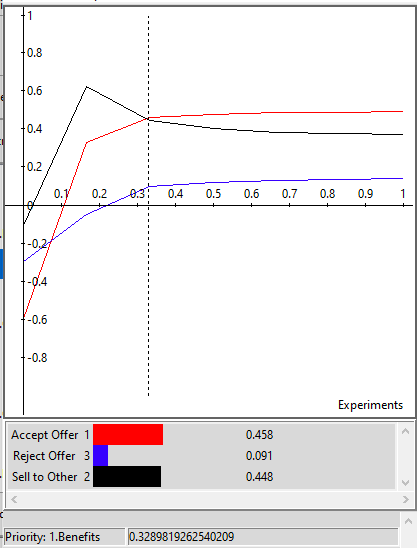 1
0.8
0.6
0.4
0.2
0 0.1 0.2 0.3 0.4 0.5 0.6 0.7 0.8 0.9 1
-0.2
-0.4
-0.6
-0.8
Experiments
Accept Offer 1 0.458
Reject Offer 3 0.091
Sell to Other 2 0.448
Priority: 1.Benefits 0.3289819262540209